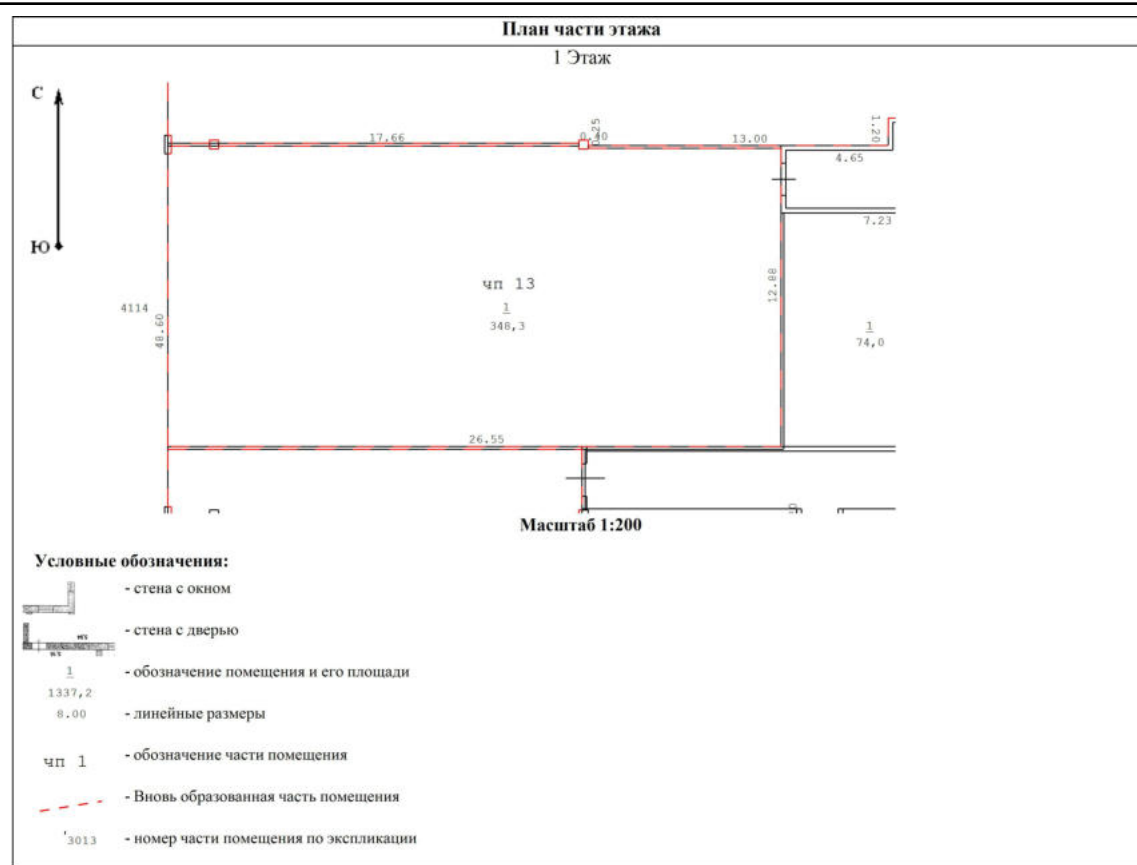 План части этажа
1 Этаж
С
Ю
17.66
0.40
0.25
13.00
1.20
4.65
7.23
чп 13
1
348,3
12.88
4114
48.60
1
74,0
26.55
Масштаб 1:200
Условные обозначения:
- стена с окном
- стена с дверью
1
1337,2
- обозначение помещения и его площади
8.00 - линейные размеры
чп 1 - обозначение части помещения
- Вновь образованная часть помещения
'3013 - номер части помещения по экспликации